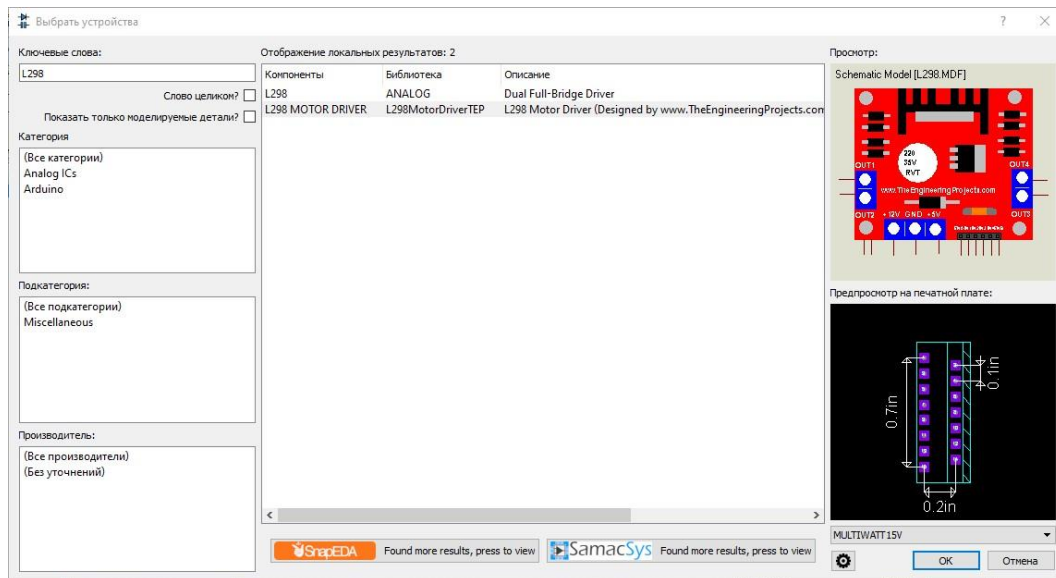 Выбрать устройство
? ×
Ключевые слова:
L298
Слово целиком?
Показать только моделируемые детали?
Категория
(Все категории)
Analog ICs
Arduino
Подкатегория:
(Все подкатегории)
Miscellaneous
Производитель:
(Все производители)
(Без уточнений)
Отображение локальных результатов: 2
Компоненты Библиотека Описание
L298 ANALOG Dual Full-Bridge Driver
L298 MOTOR DRIVER L298MotorDriverTEP L298 Motor Driver (Designed by www.TheEngineeringProjects.com
SnapEDA Found more results, press to view
SamacSys Found more results, press to view
Просмотр:
Schematic Model [L298.MDF]
220
35V
RVT
OUT1 OUT4
www.TheEngineeringProjects.com
OUT2 +12V GND +5V OUT3
Предпросмотр на печатной плате:
0.1in
0.7in
0.2in
MULTIWATT15V
OK Отмена